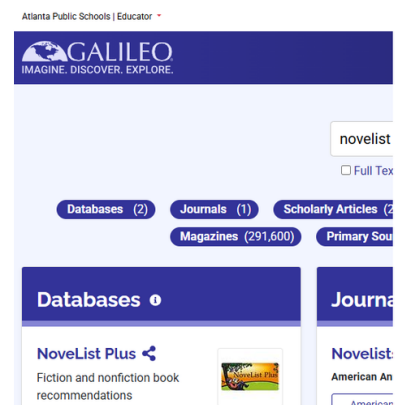 Atlanta Public Schools | Educator
GALILEO
IMAGINE. DISCOVER. EXPLORE.
novelist
Full Tex
Databases (2)
Journals (1)
Scholarly Articles (2
Magazines (291,600)
Primary Sour
Databases
Journa
NoveList Plus
Fiction and nonfiction book
recommendations
NoveList Plus
Novelists
American An
American